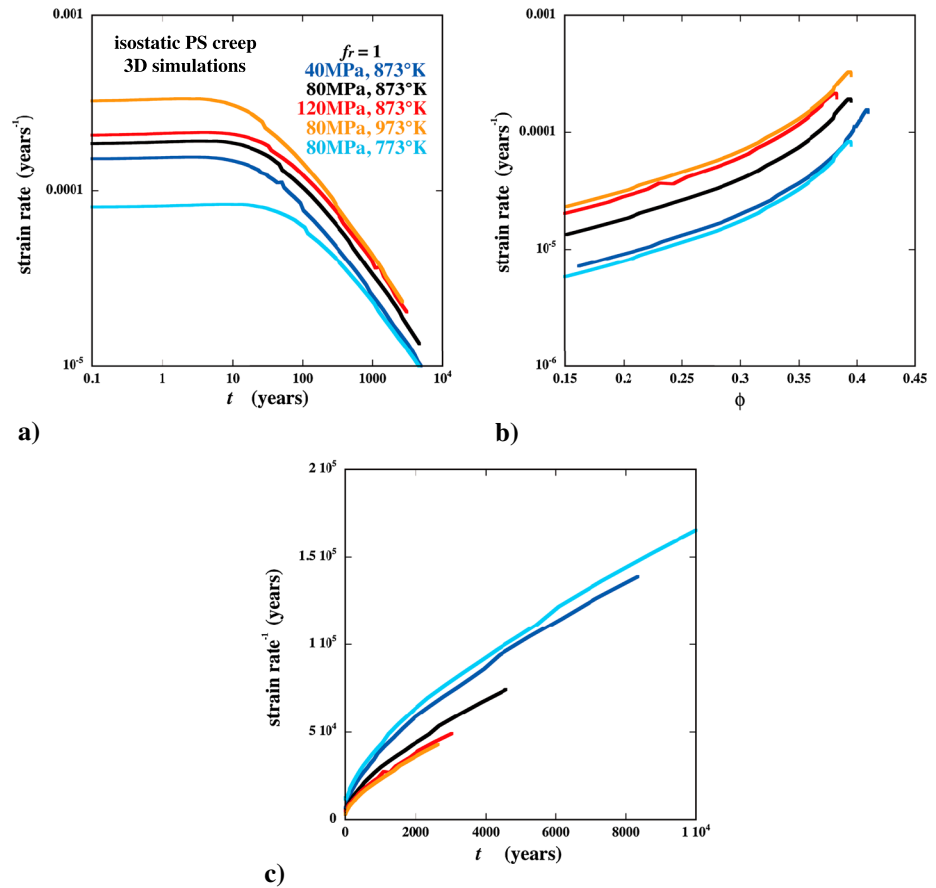 0.001
isostatic PS creep
3D simulations
fr = 1
40MPa, 873°K
80MPa, 873°K
120MPa, 873°K
80MPa, 973°K
80MPa, 773°K
strain rate (years-1)
0.0001
10-5
0.1 1 10 100 1000 104
t (years)
a)
0.001
strain rate (years-1)
0.0001
10-5
10-6
0.15 0.2 0.25 0.3 0.35 0.4 0.45
ϕ
b)
2 105
1.5 105
1 105
5 104
0
strain rate-1 (years)
0 2000 4000 6000 8000 1 104
t (years)
c)